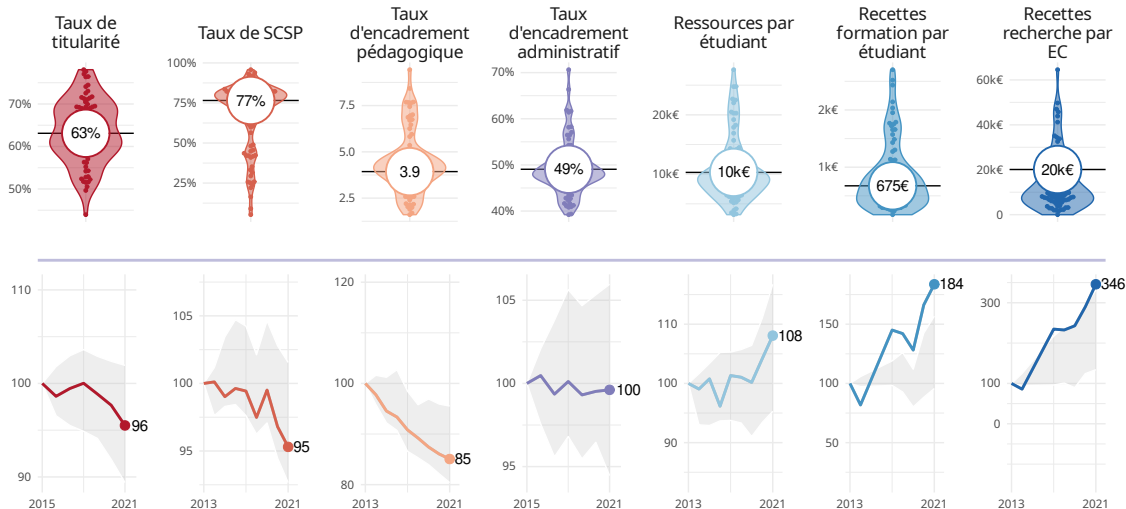 Taux de
titularité
Taux de SCSP
Taux
d'encadrement
pédagogique
Taux
d'encadrement
administratif
Ressources par
étudiant
Recettes
formation par
étudiant
Recettes
recherche par
EC
70%
60%
50%
63%
100%
75%
50%
25%
77%
7.5
5.0
2.5
3.9
70%
60%
50%
40%
49%
20k€
10k€
10k€
2k€
1k€
675€
60k€
40k€
20k€
0
20k€
110
100
90
96
2015
2021
105
100
95
95
2013
2021
120
100
80
85
2013
2021
105
100
95
100
2013
2021
110
100
90
108
2013
2021
150
100
50
184
2013
2021
300
100
0
346
2013
2021